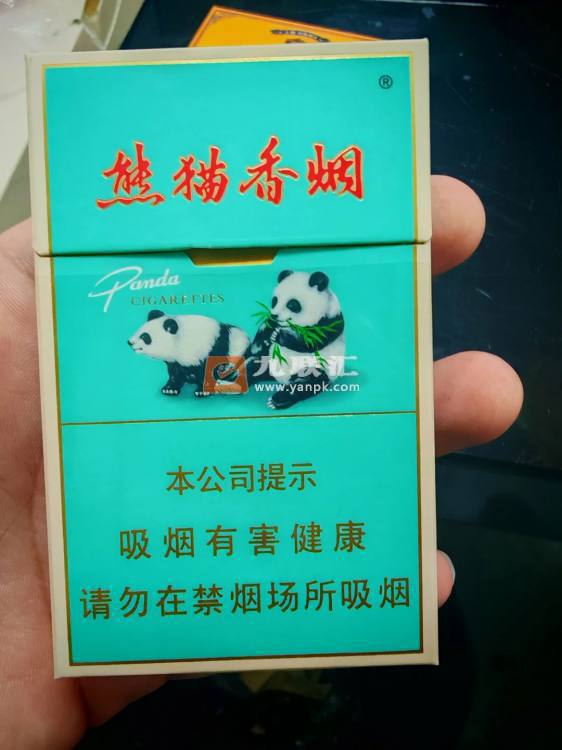 ®
熊猫香烟
Panda
CIGARETTES
九联汇
www.yanpk.com
本公司提示
吸烟有害健康
请勿在禁烟场所吸烟